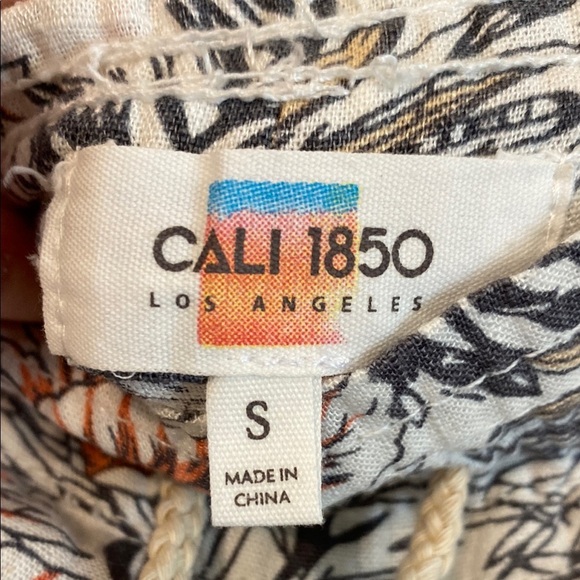 CALI 1850
LOS ANGELES
S
MADE IN
CHINA